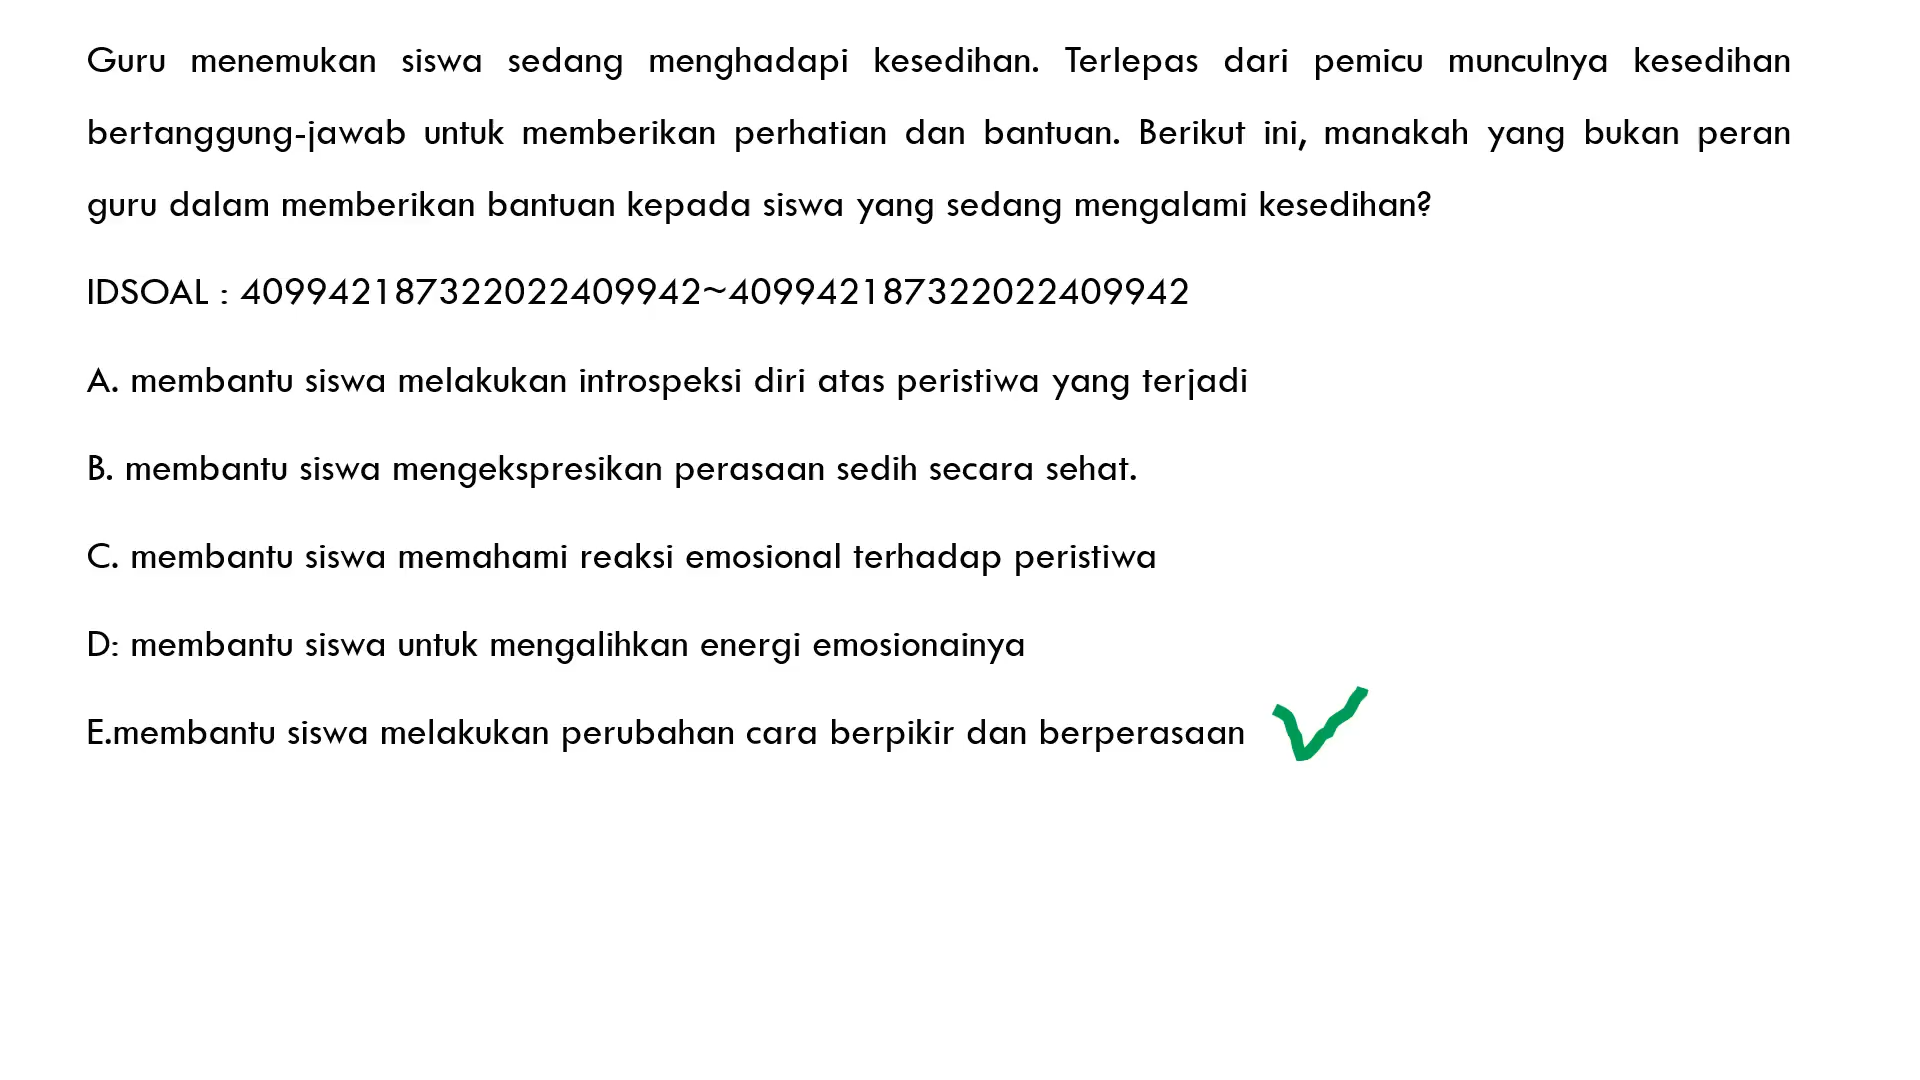 Guru menemukan siswa sedang menghadapi kesedihan. Terlepas dari pemicu munculnya kesedihan
bertanggung-jawab untuk memberikan perhatian dan bantuan. Berikut ini, manakah yang bukan peran
guru dalam memberikan bantuan kepada siswa yang sedang mengalami kesedihan?
IDSOAL : 409942187322022409942~409942187322022409942
A. membantu siswa melakukan introspeksi diri atas peristiwa yang terjadi
B. membantu siswa mengekspresikan perasaan sedih secara sehat.
C. membantu siswa memahami reaksi emosional terhadap peristiwa
D: membantu siswa untuk mengalihkan energi emosionainya
E.membantu siswa melakukan perubahan cara berpikir dan berperasaan